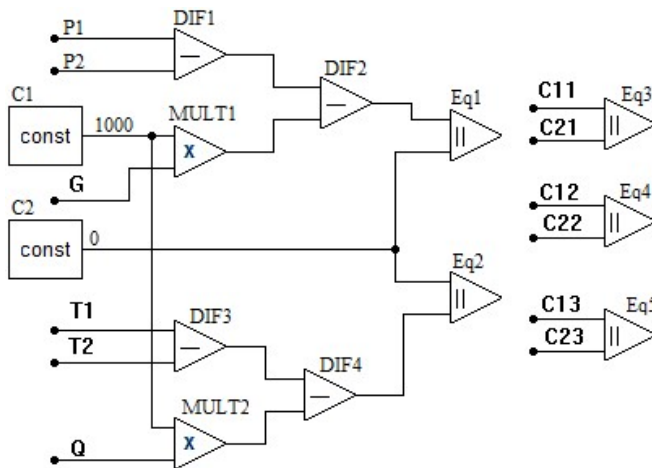 DIF1
P1
P2
DIF2
C1
Eq1
C11
Eq3
const
1000
MULT1
C21
x
G
C12
Eq4
C2
C22
const
0
Eq2
T1
DIF3
C13
Eq5
T2
DIF4
C23
MULT2
x
Q